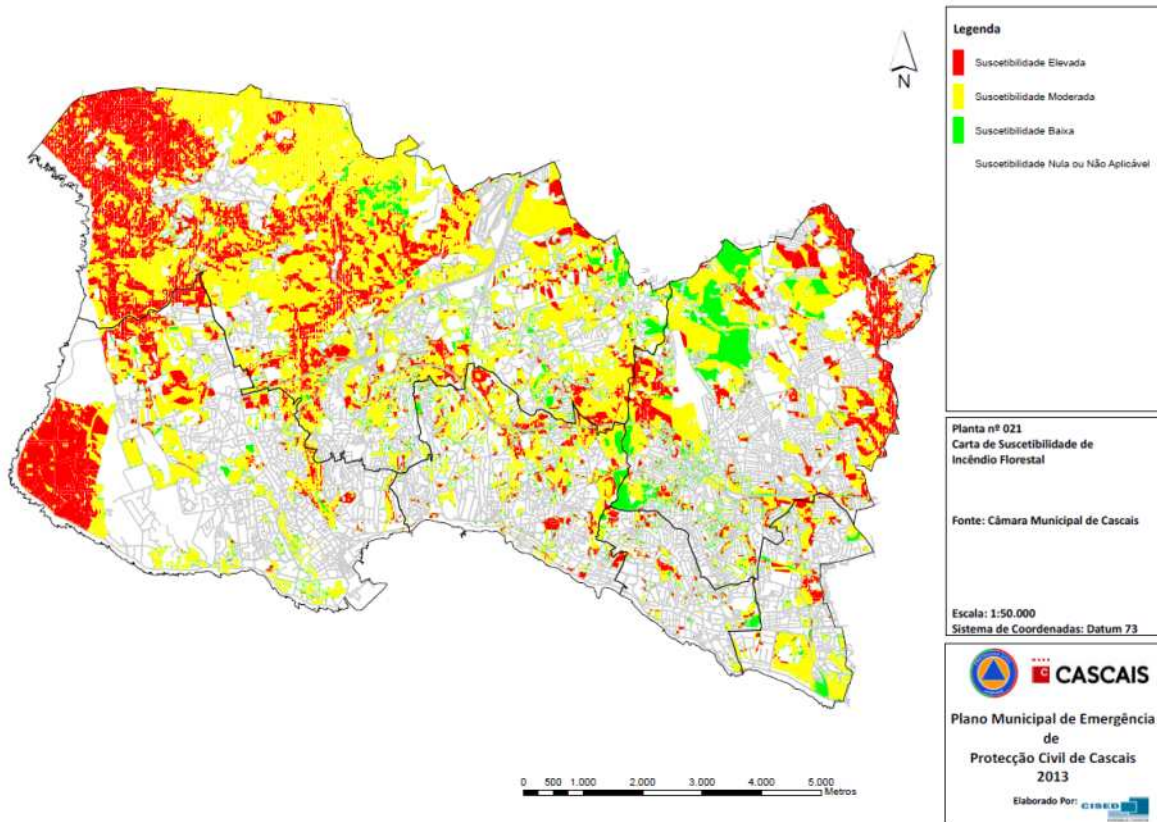 Legenda
Suscetibilidade Elevada
Suscetibilidade Moderada
Suscetibilidade Baixa
Suscetibilidade Nula ou Não Aplicável
N
Planta nº 021
Carta de Suscetibilidade de
Incêndio Florestal
Fonte: Câmara Municipal de Cascais
Escala: 1:50.000
Sistema de Coordenadas: Datum 73
C CASCAIS
Plano Municipal de Emergência
de
Protecção Civil de Cascais
2013
Elaborado Por: CISED
0 500 1.000 2.000 3.000 4.000 5.000
Metros